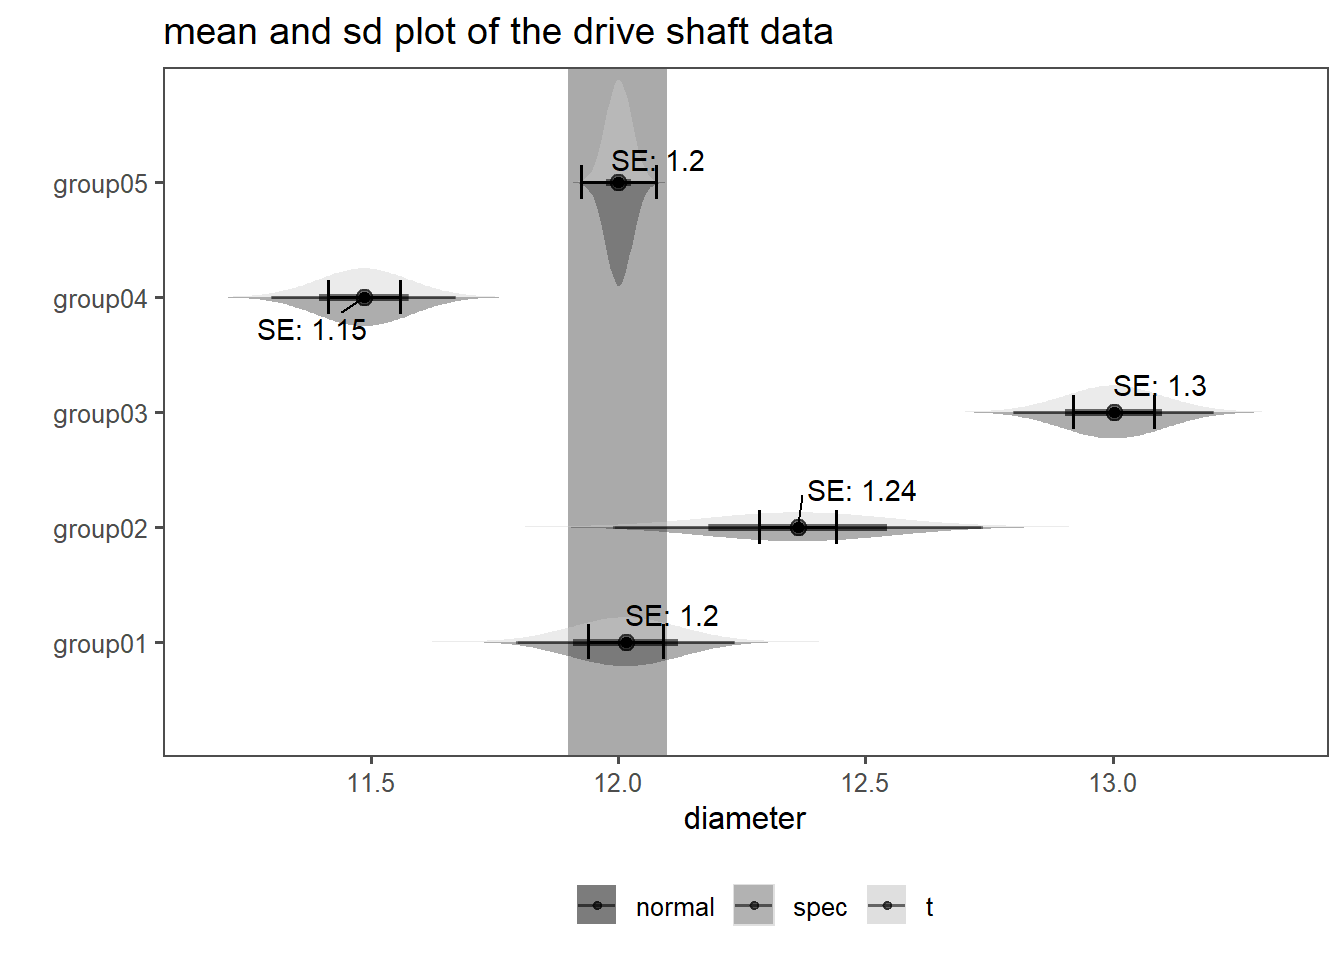 mean and sd plot of the drive shaft data
group05
SE: 1.2
group04
SE: 1.15
group03
SE: 1.3
group02
SE: 1.24
group01
SE: 1.2
11.5 12.0 12.5 13.0
diameter
normal spec t